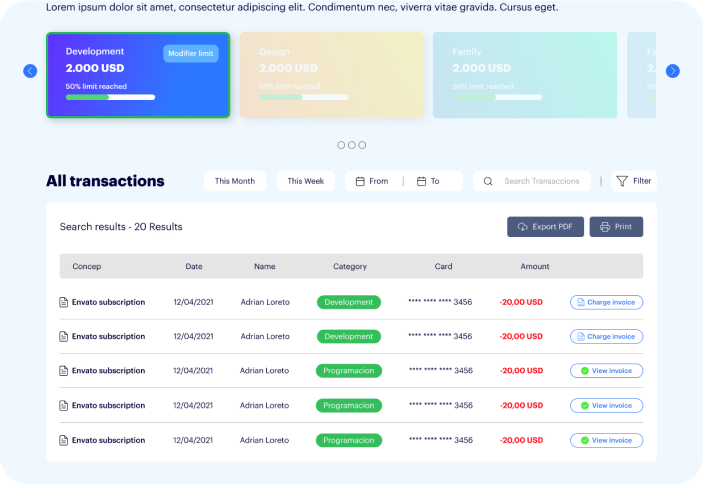 Lorem ipsum dolor sit amet, consectetur adipiscing elit. Condimentum nec, viverra vitae gravida. Cursus eget.
Development Modifier limit Design Family
2.000 USD 2.000 USD 2.000 USD
50% limit reached 50% limit reached 50% limit reached
All transactions This Month This Week From To Search Transaccions Filter
Search results - 20 Results Export PDF Print
Concep Date Name Category Card Amount
Envato subscription 12/04/2021 Adrian Loreto Development **** **** **** 3456 -20,00 USD Charge invoice
Envato subscription 12/04/2021 Adrian Loreto Development **** **** **** 3456 -20,00 USD Charge invoice
Envato subscription 12/04/2021 Adrian Loreto Programacion **** **** **** 3456 -20,00 USD View invoice
Envato subscription 12/04/2021 Adrian Loreto Programacion **** **** **** 3456 -20,00 USD View invoice
Envato subscription 12/04/2021 Adrian Loreto Programacion **** **** **** 3456 -20,00 USD View invoice